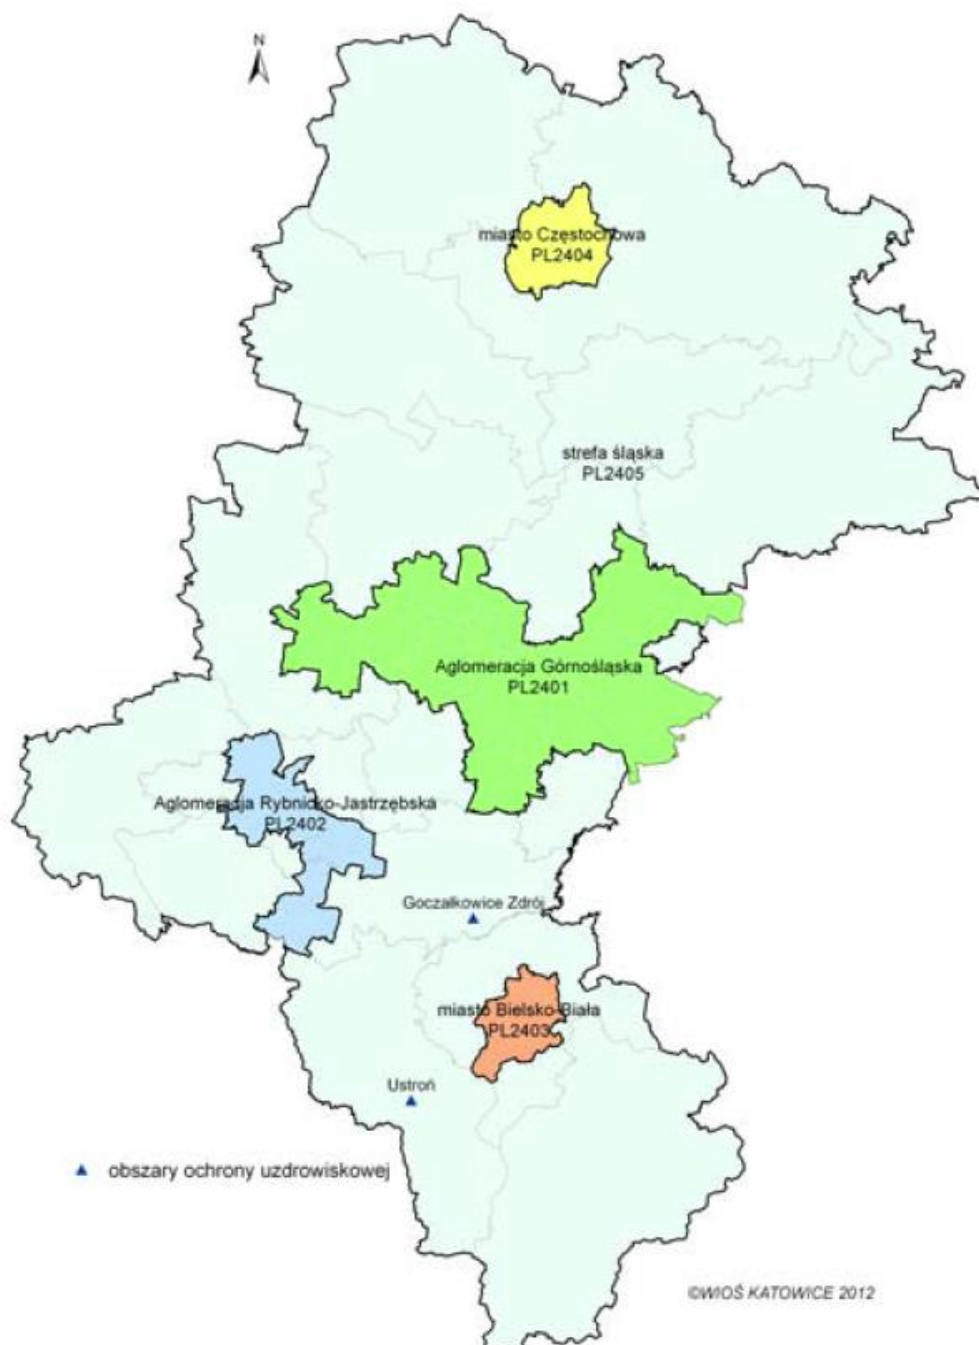 N
miasto Częstochowa
PL2404
strefa śląska
PL2405
Aglomeracja Górnośląska
PL2401
Aglomeracja Rybnicko-Jastrzębska
PL2402
Goczałkowice Zdrój
miasto Bielsko-Biała
PL2403
Ustroń
obszary ochrony uzdrowiskowej
©WIOŚ KATOWICE 2012